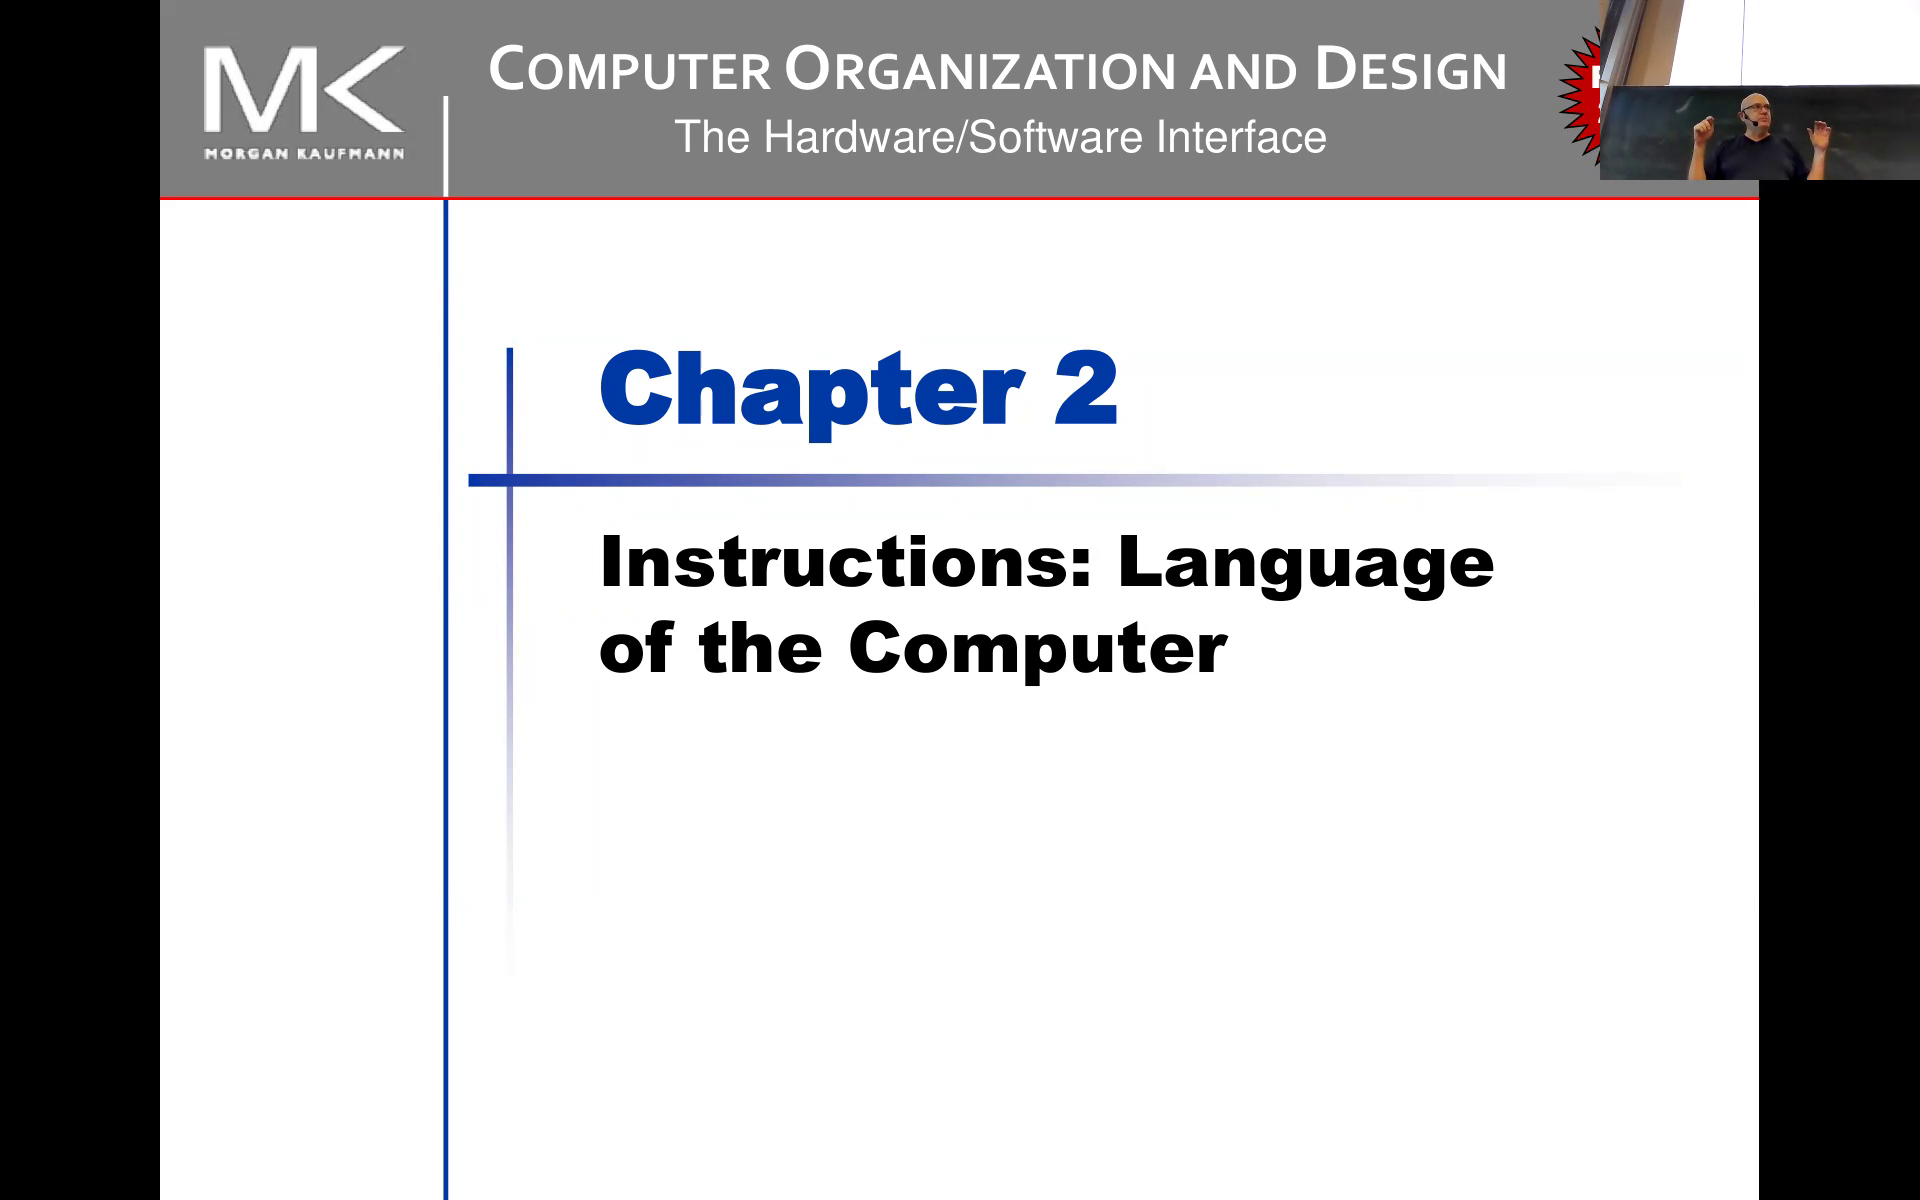 MK
MORGAN KAUFMANN
COMPUTER ORGANIZATION AND DESIGN
The Hardware/Software Interface
Chapter 2
Instructions: Language
of the Computer